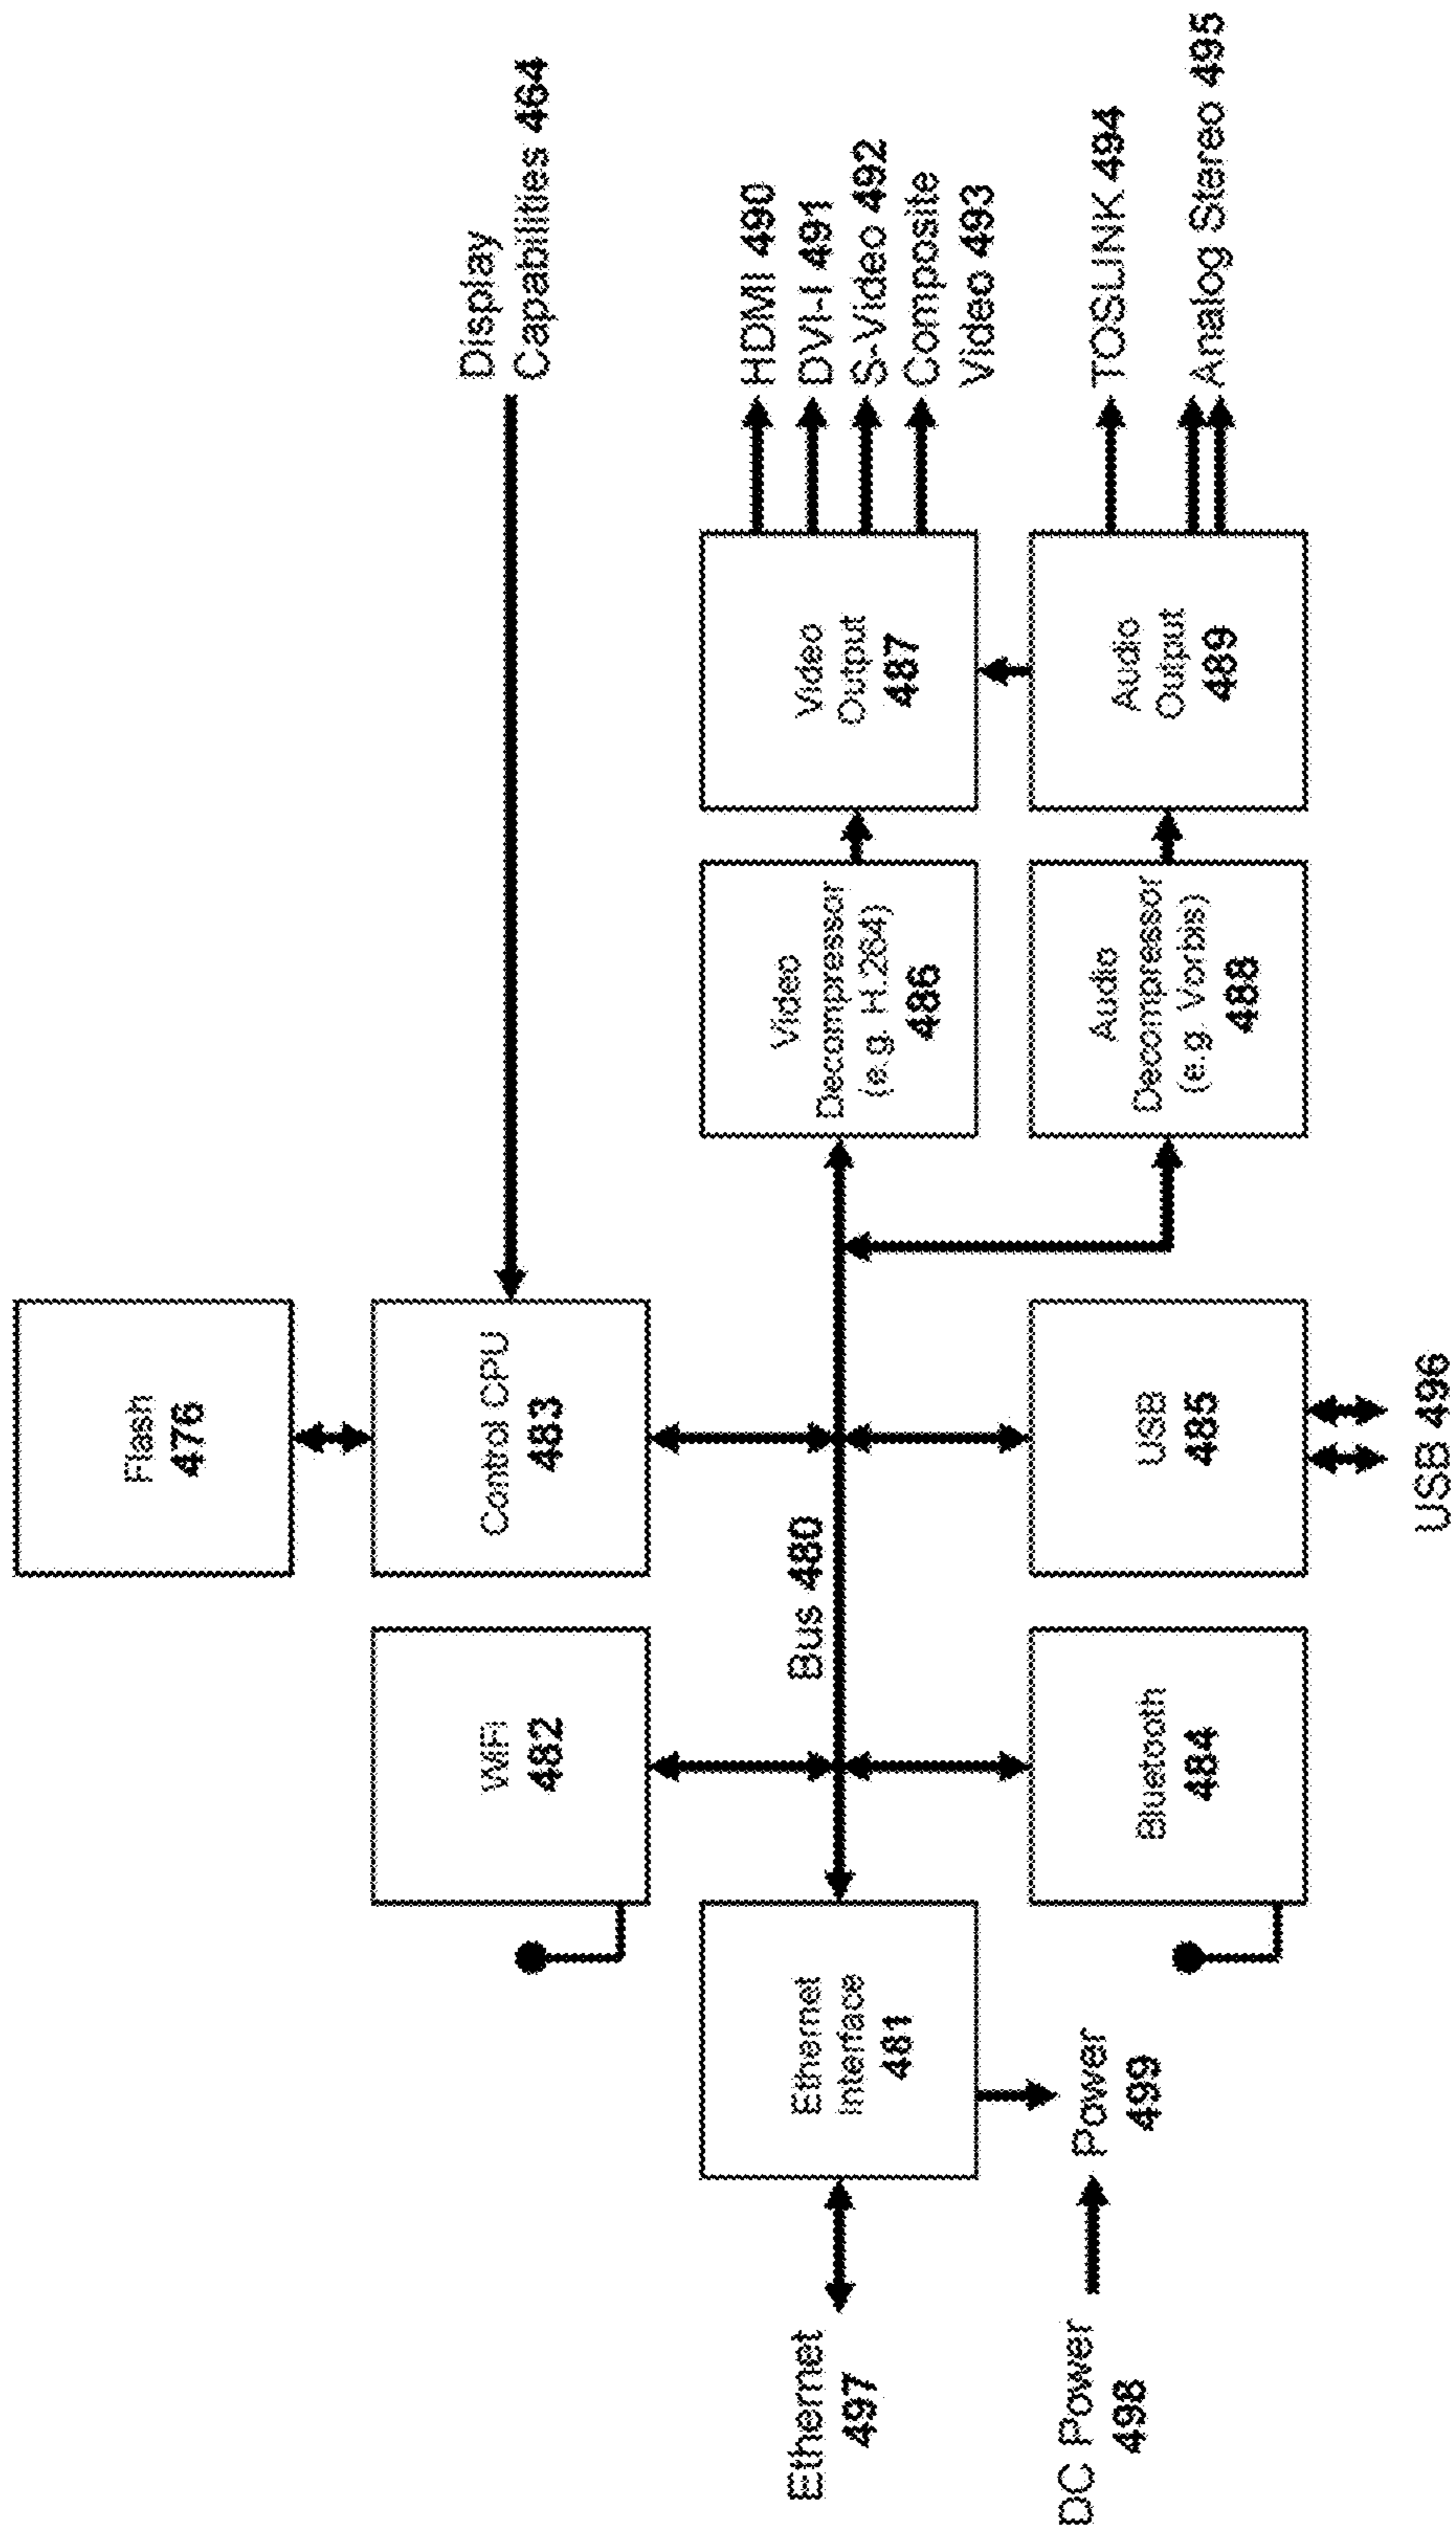 Flash
476
Display
Capabilities 464
WiFi
482
Control CPU
483
Bus 480
Ethernet
497
Ethernet
Interface
481
Video
Decompressor
(e.g. H.264)
486
Video
Output
487
HDMI 490
DVI-I 491
S-Video 492
Composite
Video 493
DC Power
498
Power
499
Bluetooth
484
USB
485
Audio
Decompressor
(e.g. Vorbis)
488
Audio
Output
489
TOSLINK 494
Analog Stereo 495
USB 496